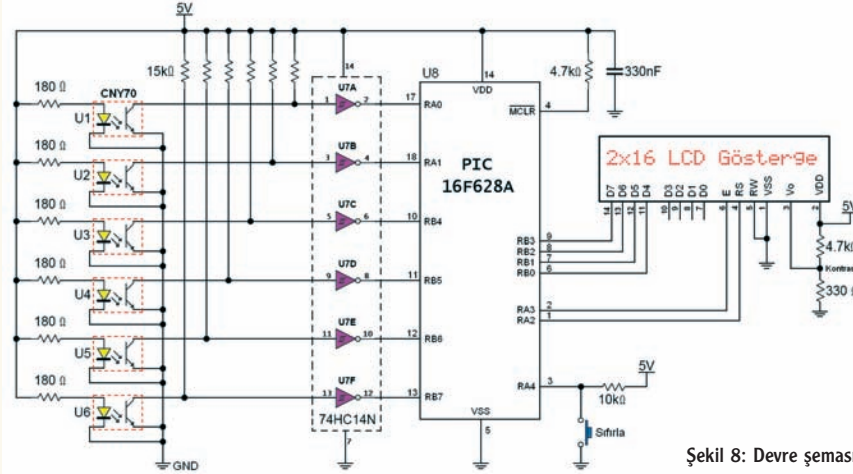 5V
15kΩ
14
4.7kΩ
330nF
180 Ω
CNY70
U1
180 Ω
U2
180 Ω
U3
180 Ω
U4
180 Ω
U5
180 Ω
U6
GND
U7A
1 2
U7B
3 4
U7C
5 6
U7D
9 8
U7E
11 10
U7F
13 12
74HC14N
7
U8
14
VDD
17 RA0
MCLR 4
18 RA1
PIC
16F628A
10 RB4
11 RB5
12 RB6
13 RB7
RB3 9
RB2 8
RB1 7
RB0 6
RA3 2
RA2 1
RA4 3
VSS
5
2x16 LCD Gösterge
D7 D6 D5 D4 D3 D2 D1 D0 E RS RW VSS Vo VDD
14 13 12 11 10 9 8 7 6 4 5 1 3 2
5V
4.7kΩ
330
5V
10kΩ
Sıfırla
Şekil 8: Devre şeması